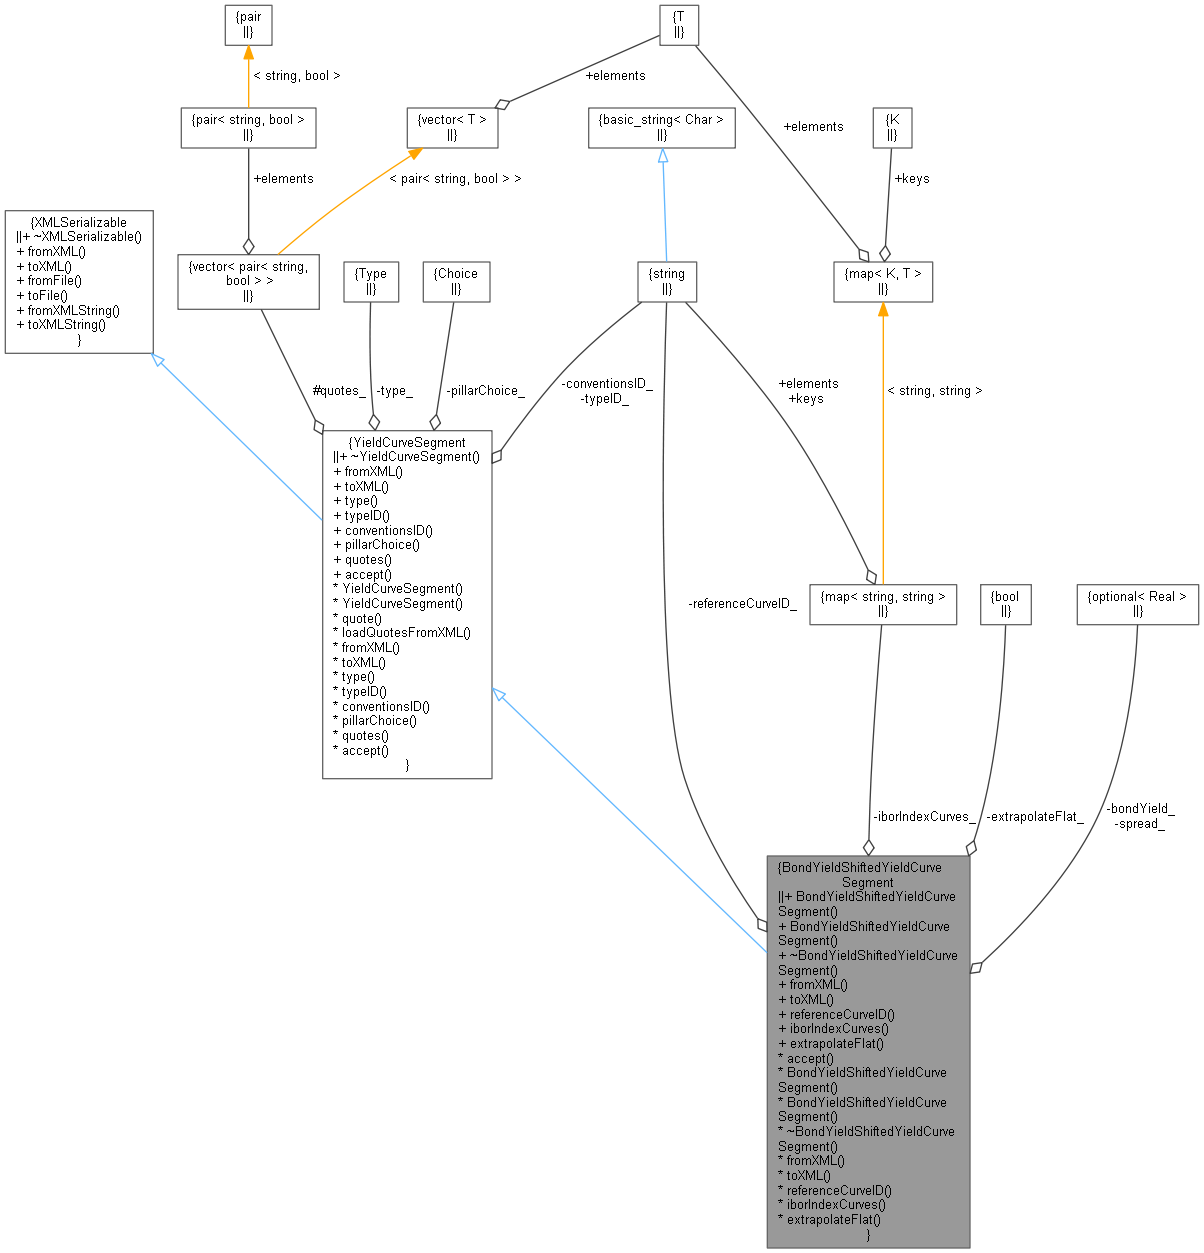 {pair
||}
{T
||}
< string, bool >
+elements
{pair< string, bool >
||}
{vector< T >
||}
{basic_string< Char >
||}
+elements
{K
||}
+elements
< pair< string, bool > >
+keys
{XMLSerializable
||+ ~XMLSerializable()
+ fromXML()
+ toXML()
+ fromFile()
+ toFile()
+ fromXMLString()
+ toXMLString()
}
{vector< pair< string,
bool > >
||}
{Type
||}
{Choice
||}
{string
||}
{map< K, T >
||}
#quotes_
-type_
-pillarChoice_
-conventionsID_
-typeID_
+elements
+keys
< string, string >
{YieldCurveSegment
||+ ~YieldCurveSegment()
+ fromXML()
+ toXML()
+ type()
+ typeID()
+ conventionsID()
+ pillarChoice()
+ quotes()
+ accept()
* YieldCurveSegment()
* YieldCurveSegment()
* quote()
* loadQuotesFromXML()
* fromXML()
* toXML()
* type()
* typeID()
* conventionsID()
* pillarChoice()
* quotes()
* accept()
}
-referenceCurveID_
{map< string, string >
||}
{bool
||}
{optional< Real >
||}
-iborIndexCurves_
-extrapolateFlat_
-bondYield_
-spread_
{BondYieldShiftedYieldCurve
Segment
||+ BondYieldShiftedYieldCurve
Segment()
+ BondYieldShiftedYieldCurve
Segment()
+ ~BondYieldShiftedYieldCurve
Segment()
+ fromXML()
+ toXML()
+ referenceCurveID()
+ iborIndexCurves()
+ extrapolateFlat()
* accept()
* BondYieldShiftedYieldCurve
Segment()
* BondYieldShiftedYieldCurve
Segment()
* ~BondYieldShiftedYieldCurve
Segment()
* fromXML()
* toXML()
* referenceCurveID()
* iborIndexCurves()
* extrapolateFlat()
}